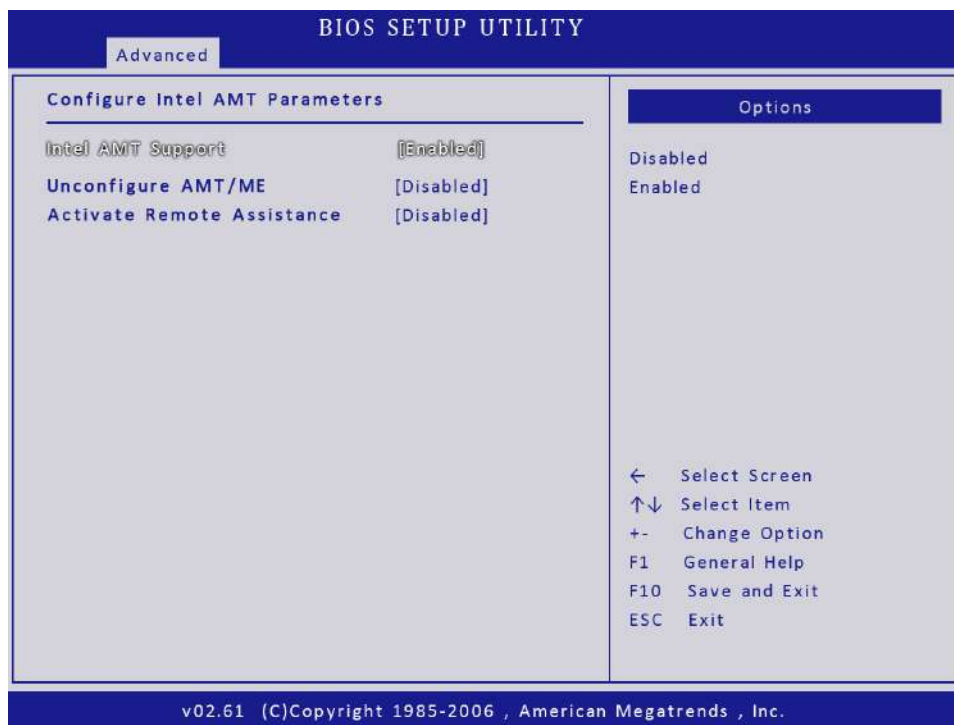 BIOS SETUP UTILITY
Advanced
Configure Intel AMT Parameters
Intel AMT Support [Enabled]
Unconfigure AMT/ME [Disabled]
Activate Remote Assistance [Disabled]
Options
Disabled
Enabled
← Select Screen
↑↓ Select Item
+- Change Option
F1 General Help
F10 Save and Exit
ESC Exit
v02.61 (C)Copyright 1985-2006 , American Megatrends , Inc.